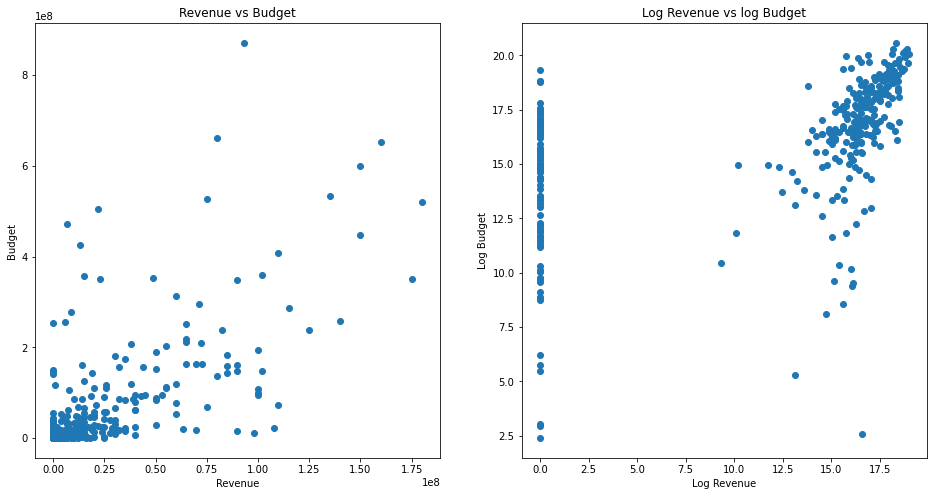 Revenue vs Budget
1e8
8
6
4
2
0
Budget
0.00 0.25 0.50 0.75 1.00 1.25 1.50 1.75
1e8
Revenue
Log Revenue vs log Budget
20.0
17.5
15.0
12.5
10.0
7.5
5.0
2.5
Log Budget
0.0 2.5 5.0 7.5 10.0 12.5 15.0 17.5
Log Revenue